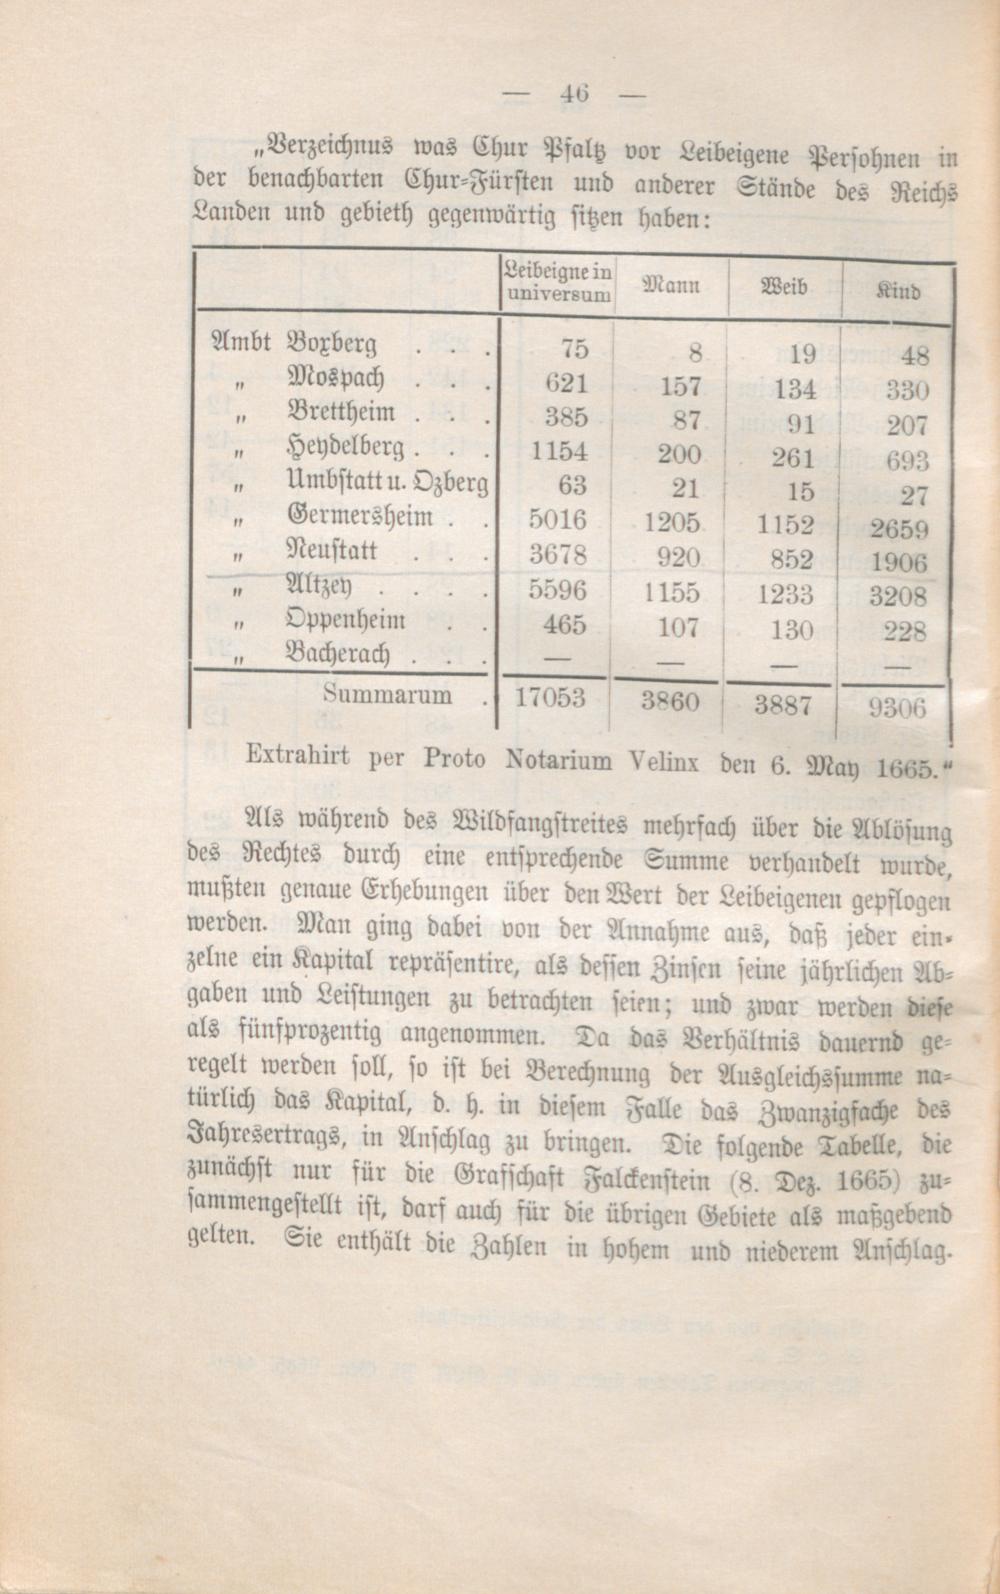 — 46 —
„Verzeichnus was Chur Pfaltz vor Leibeigene Persohnen in
der benachbarten Chur-Fürsten und anderer Stände des Reichs
Landen und gebieth gegenwärtig sitzen haben:
Leibeigne in universum Mann Weib Kind
Ambt Boxberg . . . 75 8 19 48
„ Mospach . . . 621 157 134 330
„ Brettheim . . . 385 87 91 207
„ Heydelberg . . . 1154 200 261 693
„ Umbstatt u. Ozberg 63 21 15 27
„ Germersheim . . 5016 1205 1152 2659
„ Neustatt . . . 3678 920 852 1906
„ Altzey . . . . 5596 1155 1233 3208
„ Oppenheim . . 465 107 130 228
„ Bacherach . . . — — — —
Summarum . 17053 3860 3887 9306
Extrahirt per Proto Notarium Velinx den 6. May 1665.“
Als während des Wildfangstreites mehrfach über die Ablösung
des Rechtes durch eine entsprechende Summe verhandelt wurde,
mußten genaue Erhebungen über den Wert der Leibeigenen gepflogen
werden. Man ging dabei von der Annahme aus, daß jeder ein-
zelne ein Kapital repräsentire, als dessen Zinsen seine jährlichen Ab-
gaben und Leistungen zu betrachten seien; und zwar werden diese
als fünfprozentig angenommen. Da das Verhältnis dauernd ge-
regelt werden soll, so ist bei Berechnung der Ausgleichssumme na-
türlich das Kapital, d. h. in diesem Falle das Zwanzigfache des
Jahresertrags, in Anschlag zu bringen. Die folgende Tabelle, die
zunächst nur für die Grafschaft Falckenstein (8. Dez. 1665) zu-
sammengestellt ist, darf auch für die übrigen Gebiete als maßgebend
gelten. Sie enthält die Zahlen in hohem und niederem Anschlag.